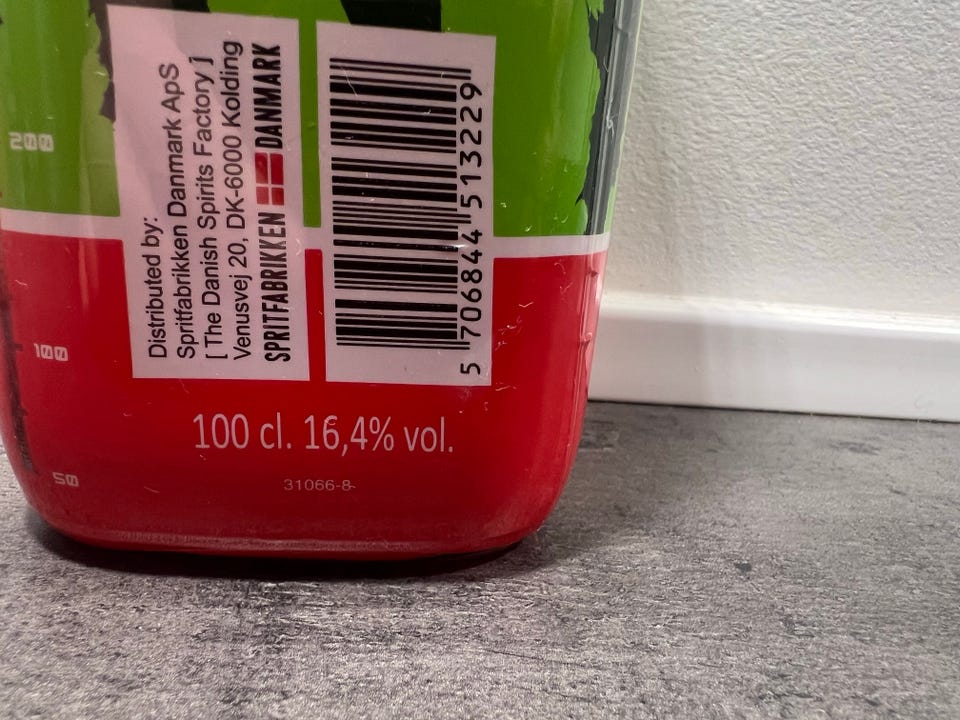 200
100
50
Distributed by:
Spritfabrikken Danmark ApS
[ The Danish Spirits Factory ]
Venusvej 20, DK-6000 Kolding
SPRITFABRIKKEN DANMARK
5 706844 513229
100 cl. 16,4% vol.
31066-8-